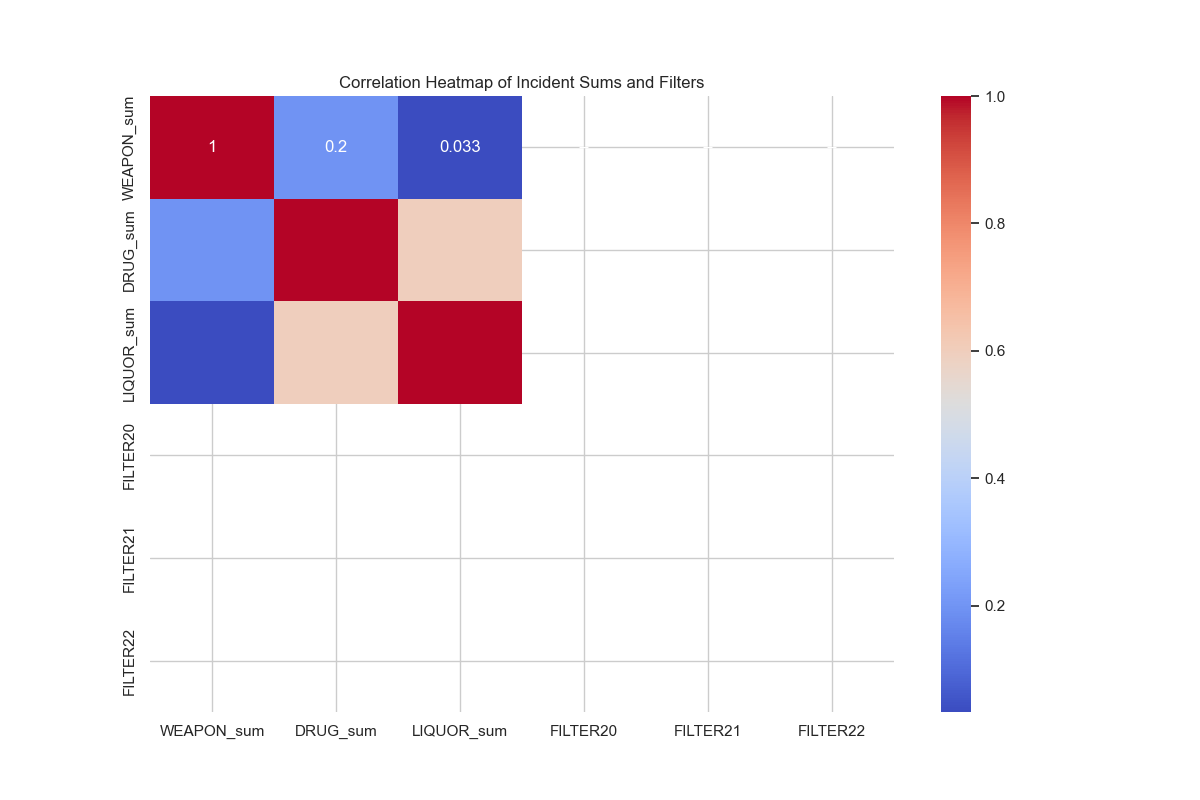 Correlation Heatmap of Incident Sums and Filters
WEAPON_sum
DRUG_sum
LIQUOR_sum
FILTER20
FILTER21
FILTER22
1
0.2
0.033
WEAPON_sum
DRUG_sum
LIQUOR_sum
FILTER20
FILTER21
FILTER22
1.0
0.8
0.6
0.4
0.2